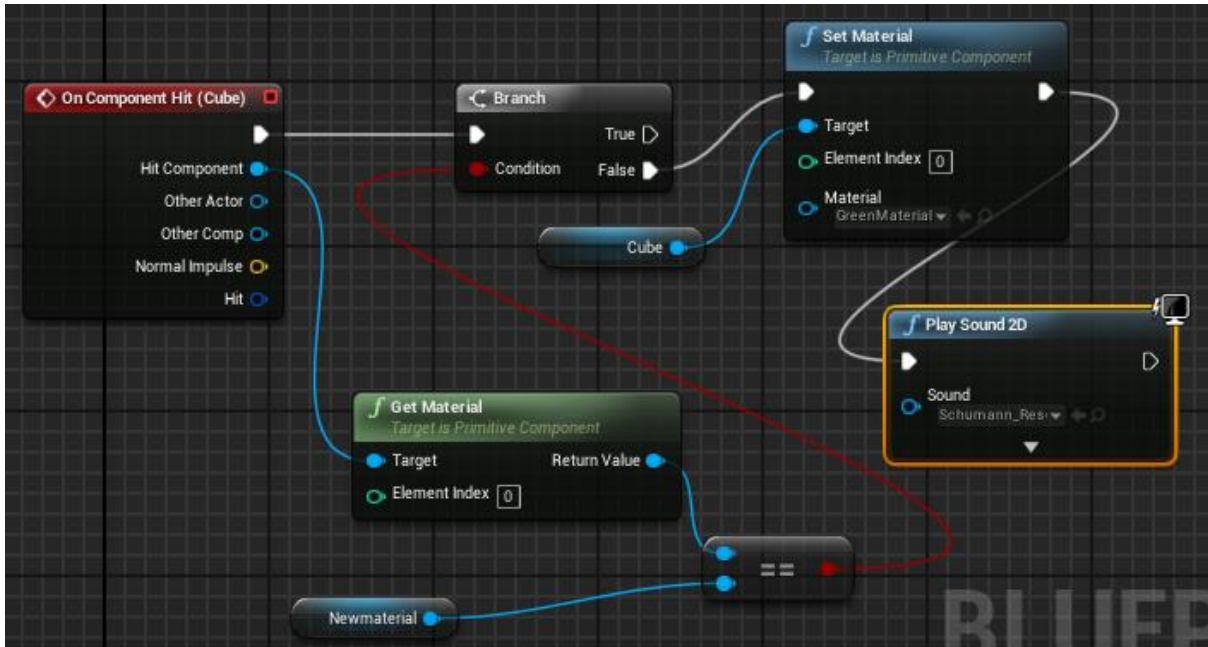 On Component Hit (Cube)
Hit Component
Other Actor
Other Comp
Normal Impulse
Hit
Branch
True
Condition
False
Cube
Set Material
Target is Primitive Component
Target
Element Index 0
Material
GreenMaterial
Play Sound 2D
Sound
Schumann_Res
Get Material
Target is Primitive Component
Target
Return Value
Element Index 0
==
Newmaterial